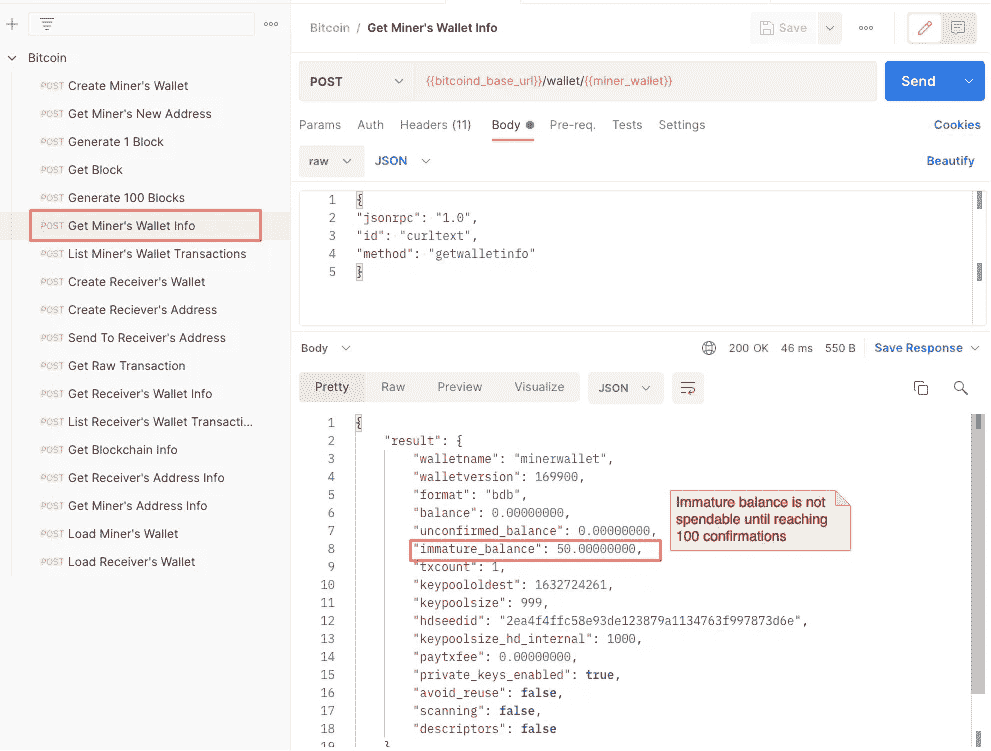 Bitcoin / Get Miner's Wallet Info
Save
Bitcoin
POST Create Miner's Wallet
POST Get Miner's New Address
POST Generate 1 Block
POST Get Block
POST Generate 100 Blocks
POST Get Miner's Wallet Info
POST List Miner's Wallet Transactions
POST Create Receiver's Wallet
POST Create Reciever's Address
POST Send To Receiver's Address
POST Get Raw Transaction
POST Get Receiver's Wallet Info
POST List Receiver's Wallet Transacti...
POST Get Blockchain Info
POST Get Receiver's Address Info
POST Get Miner's Address Info
POST Load Miner's Wallet
POST Load Receiver's Wallet
POST {{bitcoind_base_url}}/wallet/{{miner_wallet}} Send
Params Auth Headers (11) Body Pre-req. Tests Settings Cookies
raw JSON Beautify
1 {
2 "jsonrpc": "1.0",
3 "id": "curltext",
4 "method": "getwalletinfo"
5 }
Body 200 OK 46 ms 550 B Save Response
Pretty Raw Preview Visualize JSON
1 {
2 "result": {
3 "walletname": "minerwallet",
4 "walletversion": 169900,
5 "format": "bdb",
6 "balance": 0.00000000,
7 "unconfirmed_balance": 0.00000000,
8 "immature_balance": 50.00000000,
9 "txcount": 1,
10 "keypoololdest": 1632724261,
11 "keypoolsize": 999,
12 "hdseedid": "2ea4f4ffc58e93de123879a1134763f997873d6e",
13 "keypoolsize_hd_internal": 1000,
14 "paytxfee": 0.00000000,
15 "private_keys_enabled": true,
16 "avoid_reuse": false,
17 "scanning": false,
18 "descriptors": false
19 }
Immature balance is not
spendable until reaching
100 confirmations